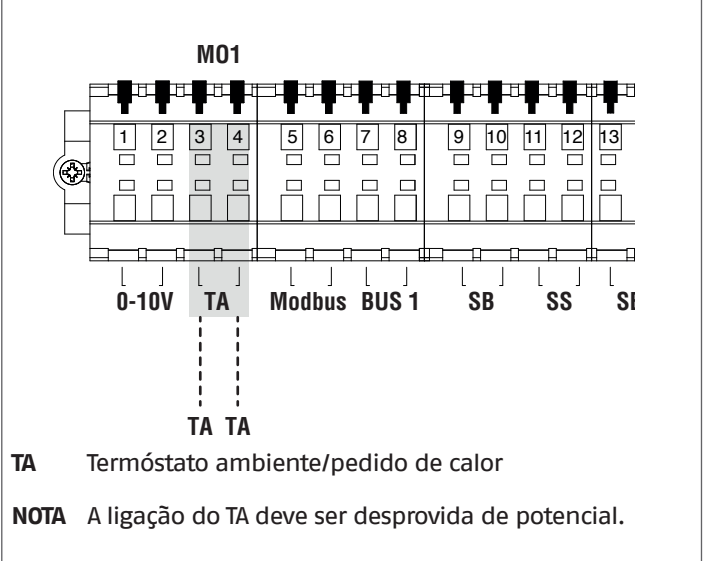 M01
1 2 3 4 5 6 7 8 9 10 11 12 13
0-10V TA Modbus BUS 1 SB SS
TA TA
TA Termóstato ambiente/pedido de calor
NOTA A ligação do TA deve ser desprovida de potencial.